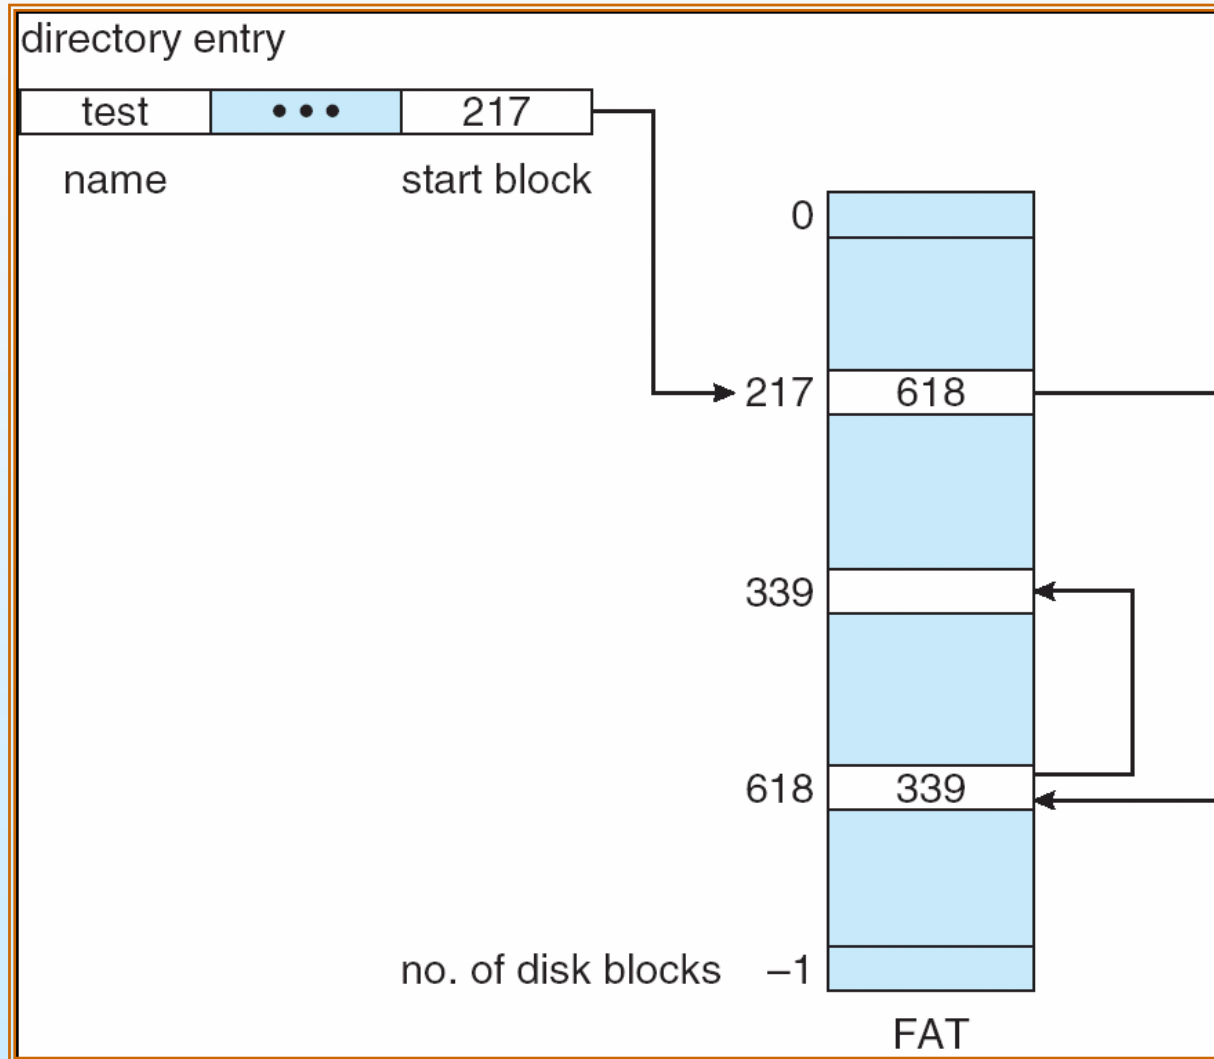 directory entry
test ••• 217
name start block
0
217 618
339
618 339
no. of disk blocks –1
FAT